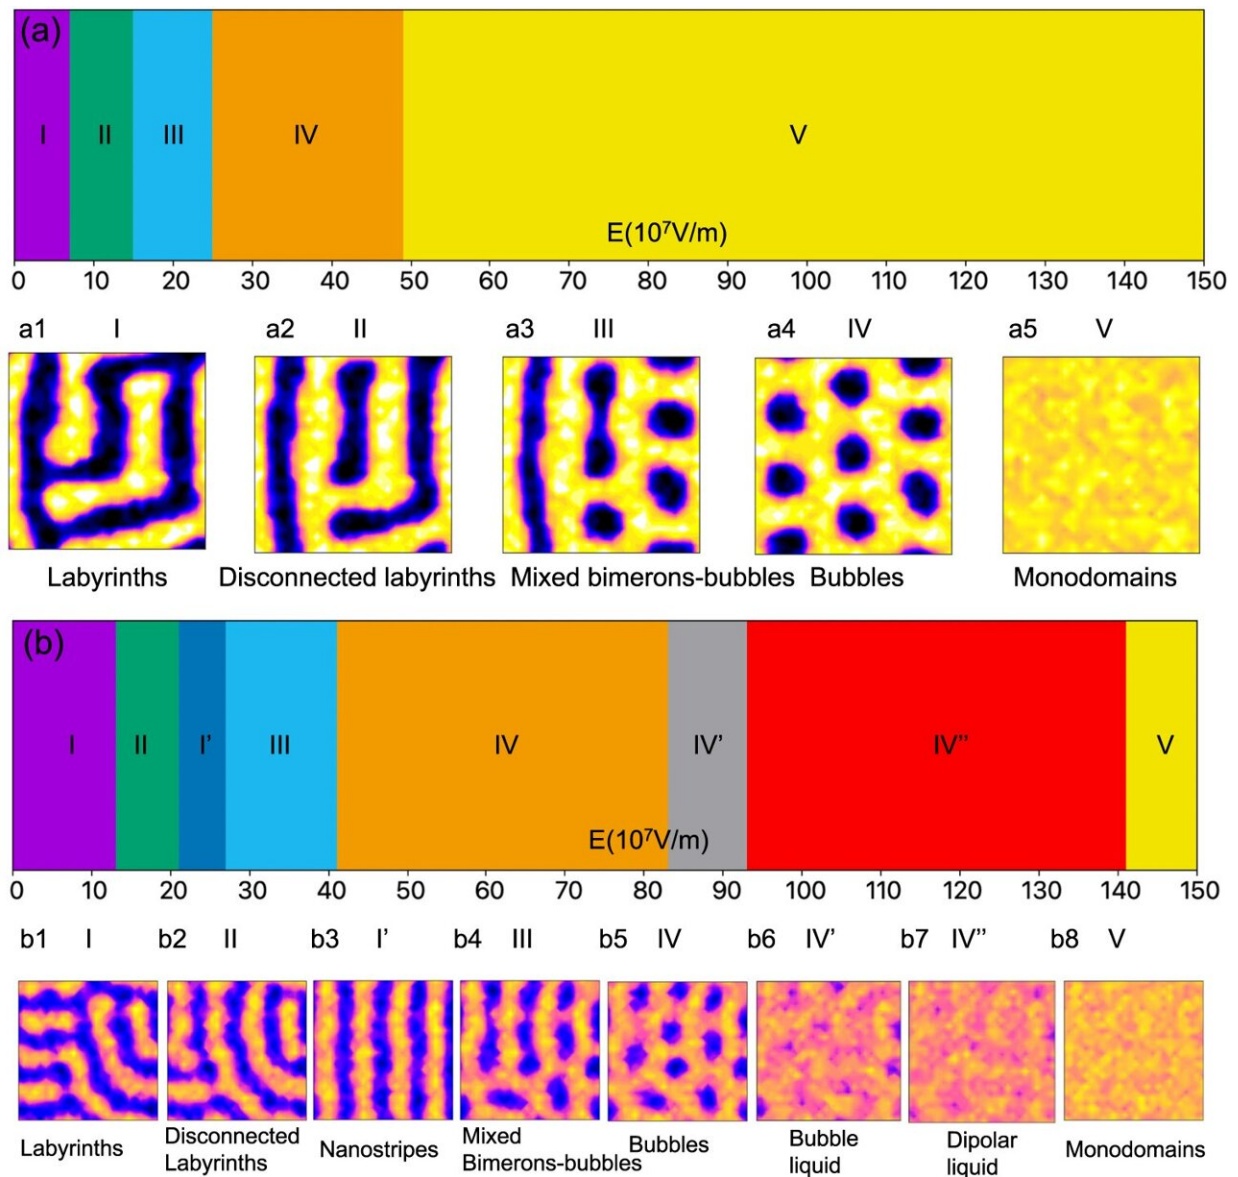 (a)
I II III IV V
E(10⁷V/m)
0 10 20 30 40 50 60 70 80 90 100 110 120 130 140 150
a1 I a2 II a3 III a4 IV a5 V
Labyrinths Disconnected labyrinths Mixed bimerons-bubbles Bubbles Monodomains
(b)
I II I’ III IV IV’ IV’’ V
E(10⁷V/m)
0 10 20 30 40 50 60 70 80 90 100 110 120 130 140 150
b1 I b2 II b3 I’ b4 III b5 IV b6 IV’ b7 IV’’ b8 V
Labyrinths
Disconnected
Labyrinths
Nanostripes
Mixed
Bimerons-bubbles
Bubbles
Bubble
liquid
Dipolar
liquid
Monodomains